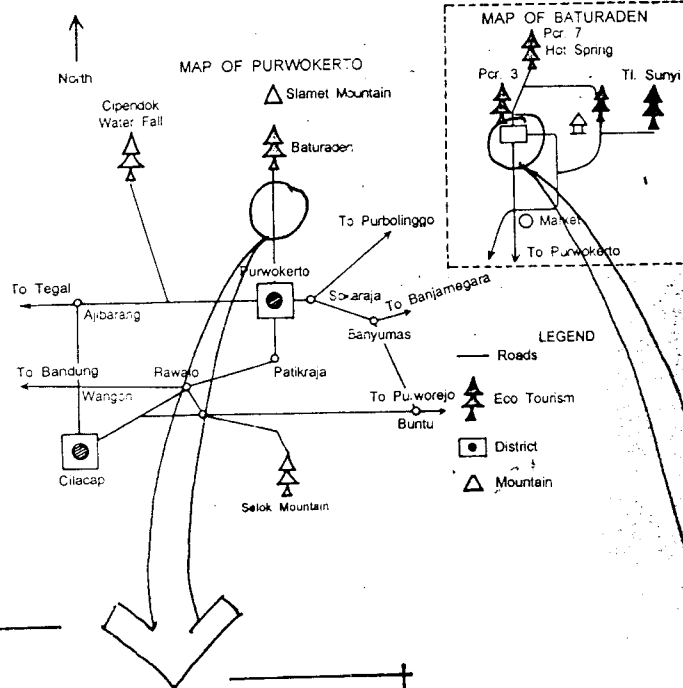 MAP OF BATURADEN
Pcr. 7
Hot Spring
Pcr. 3
Tl. Sunyi
Market
To Purwokerto
North
MAP OF PURWOKERTO
Slamet Mountain
Cipendok
Water Fall
Baturaden
To Purbolinggo
Purwokerto
To Tegal
Ajibarang
Sokaraja
To Banjarnegara
Banyumas
To Bandung
Wangon
Rawalo
Patikraja
To Purworejo
Buntu
Cilacap
Selok Mountain
LEGEND
Roads
Eco Tourism
District
Mountain